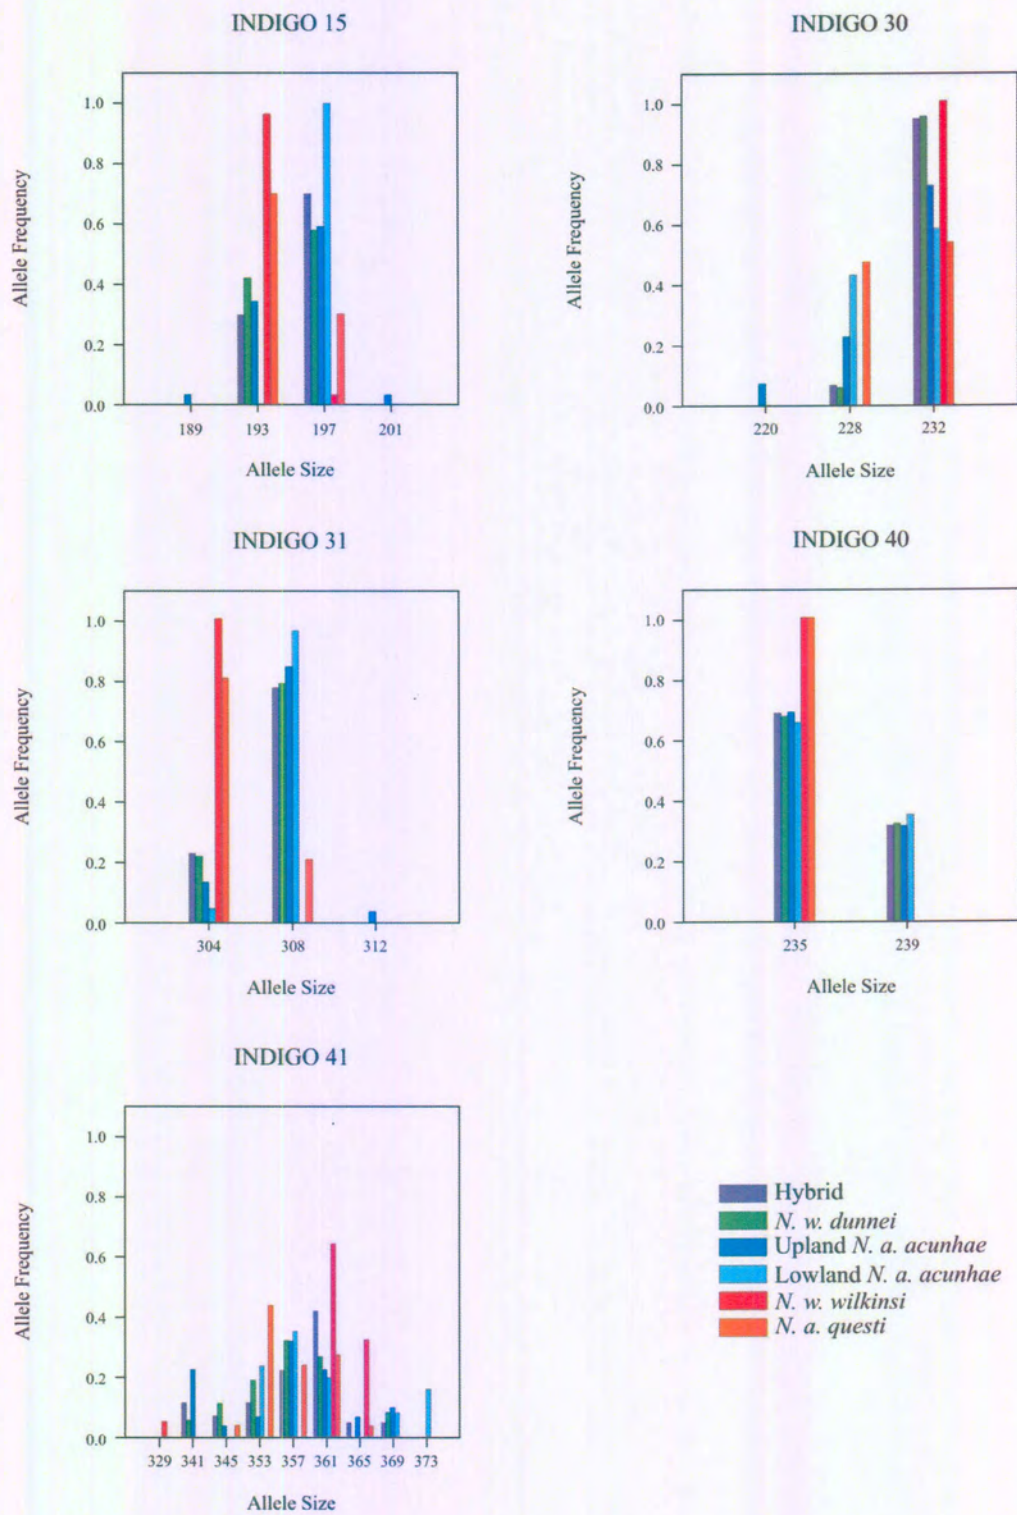 INDIGO 15
Allele Frequency
1.0
0.8
0.6
0.4
0.2
0.0
189 193 197 201
Allele Size
INDIGO 30
Allele Frequency
1.0
0.8
0.6
0.4
0.2
0.0
220 228 232
Allele Size
INDIGO 31
Allele Frequency
1.0
0.8
0.6
0.4
0.2
0.0
304 308 312
Allele Size
INDIGO 40
Allele Frequency
1.0
0.8
0.6
0.4
0.2
0.0
235 239
Allele Size
INDIGO 41
Allele Frequency
1.0
0.8
0.6
0.4
0.2
0.0
329 341 345 353 357 361 365 369 373
Allele Size
Hybrid
N. w. dunnei
Upland N. a. acunhae
Lowland N. a. acunhae
N. w. wilkinsi
N. a. questi